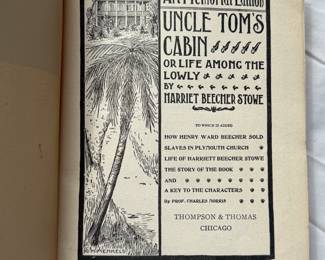 Art Memorial Edition
UNCLE TOM'S
CABIN
OR LIFE AMONG THE
LOWLY
BY
HARRIET BEECHER STOWE
TO WHICH IS ADDED
HOW HENRY WARD BEECHER SOLD
SLAVES IN PLYMOUTH CHURCH
LIFE OF HARRIETT BEECHER STOWE
THE STORY OF THE BOOK
AND
A KEY TO THE CHARACTERS
By PROF. CHARLES MORRIS
THOMPSON & THOMAS
CHICAGO